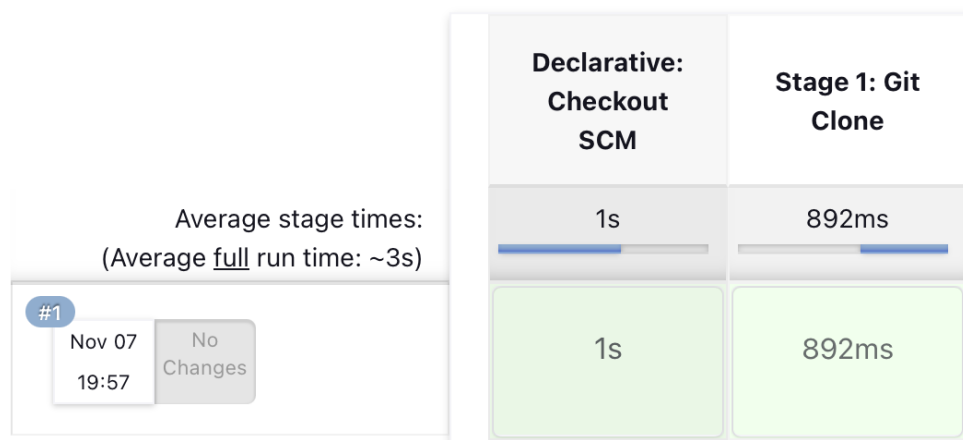 Declarative:
Checkout
SCM
Stage 1: Git
Clone
Average stage times:
(Average full run time: ~3s)
1s
892ms
#1
Nov 07
19:57
No
Changes
1s
892ms